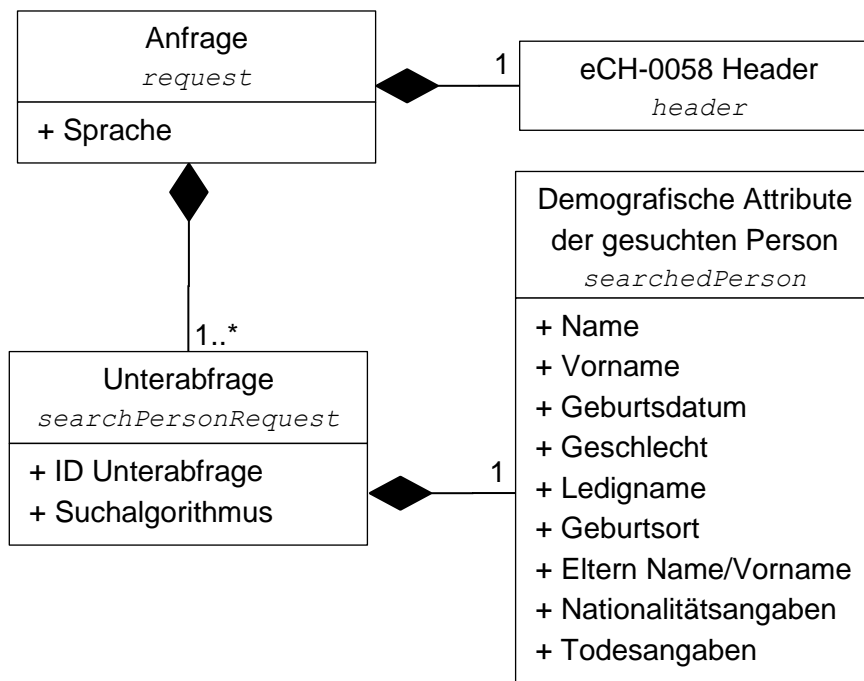 Anfrage
request
+ Sprache
1
eCH-0058 Header
header
1..*
Unterabfrage
searchPersonRequest
+ ID Unterabfrage
+ Suchalgorithmus
1
Demografische Attribute
der gesuchten Person
searchedPerson
+ Name
+ Vorname
+ Geburtsdatum
+ Geschlecht
+ Ledigname
+ Geburtsort
+ Eltern Name/Vorname
+ Nationalitätsangaben
+ Todesangaben